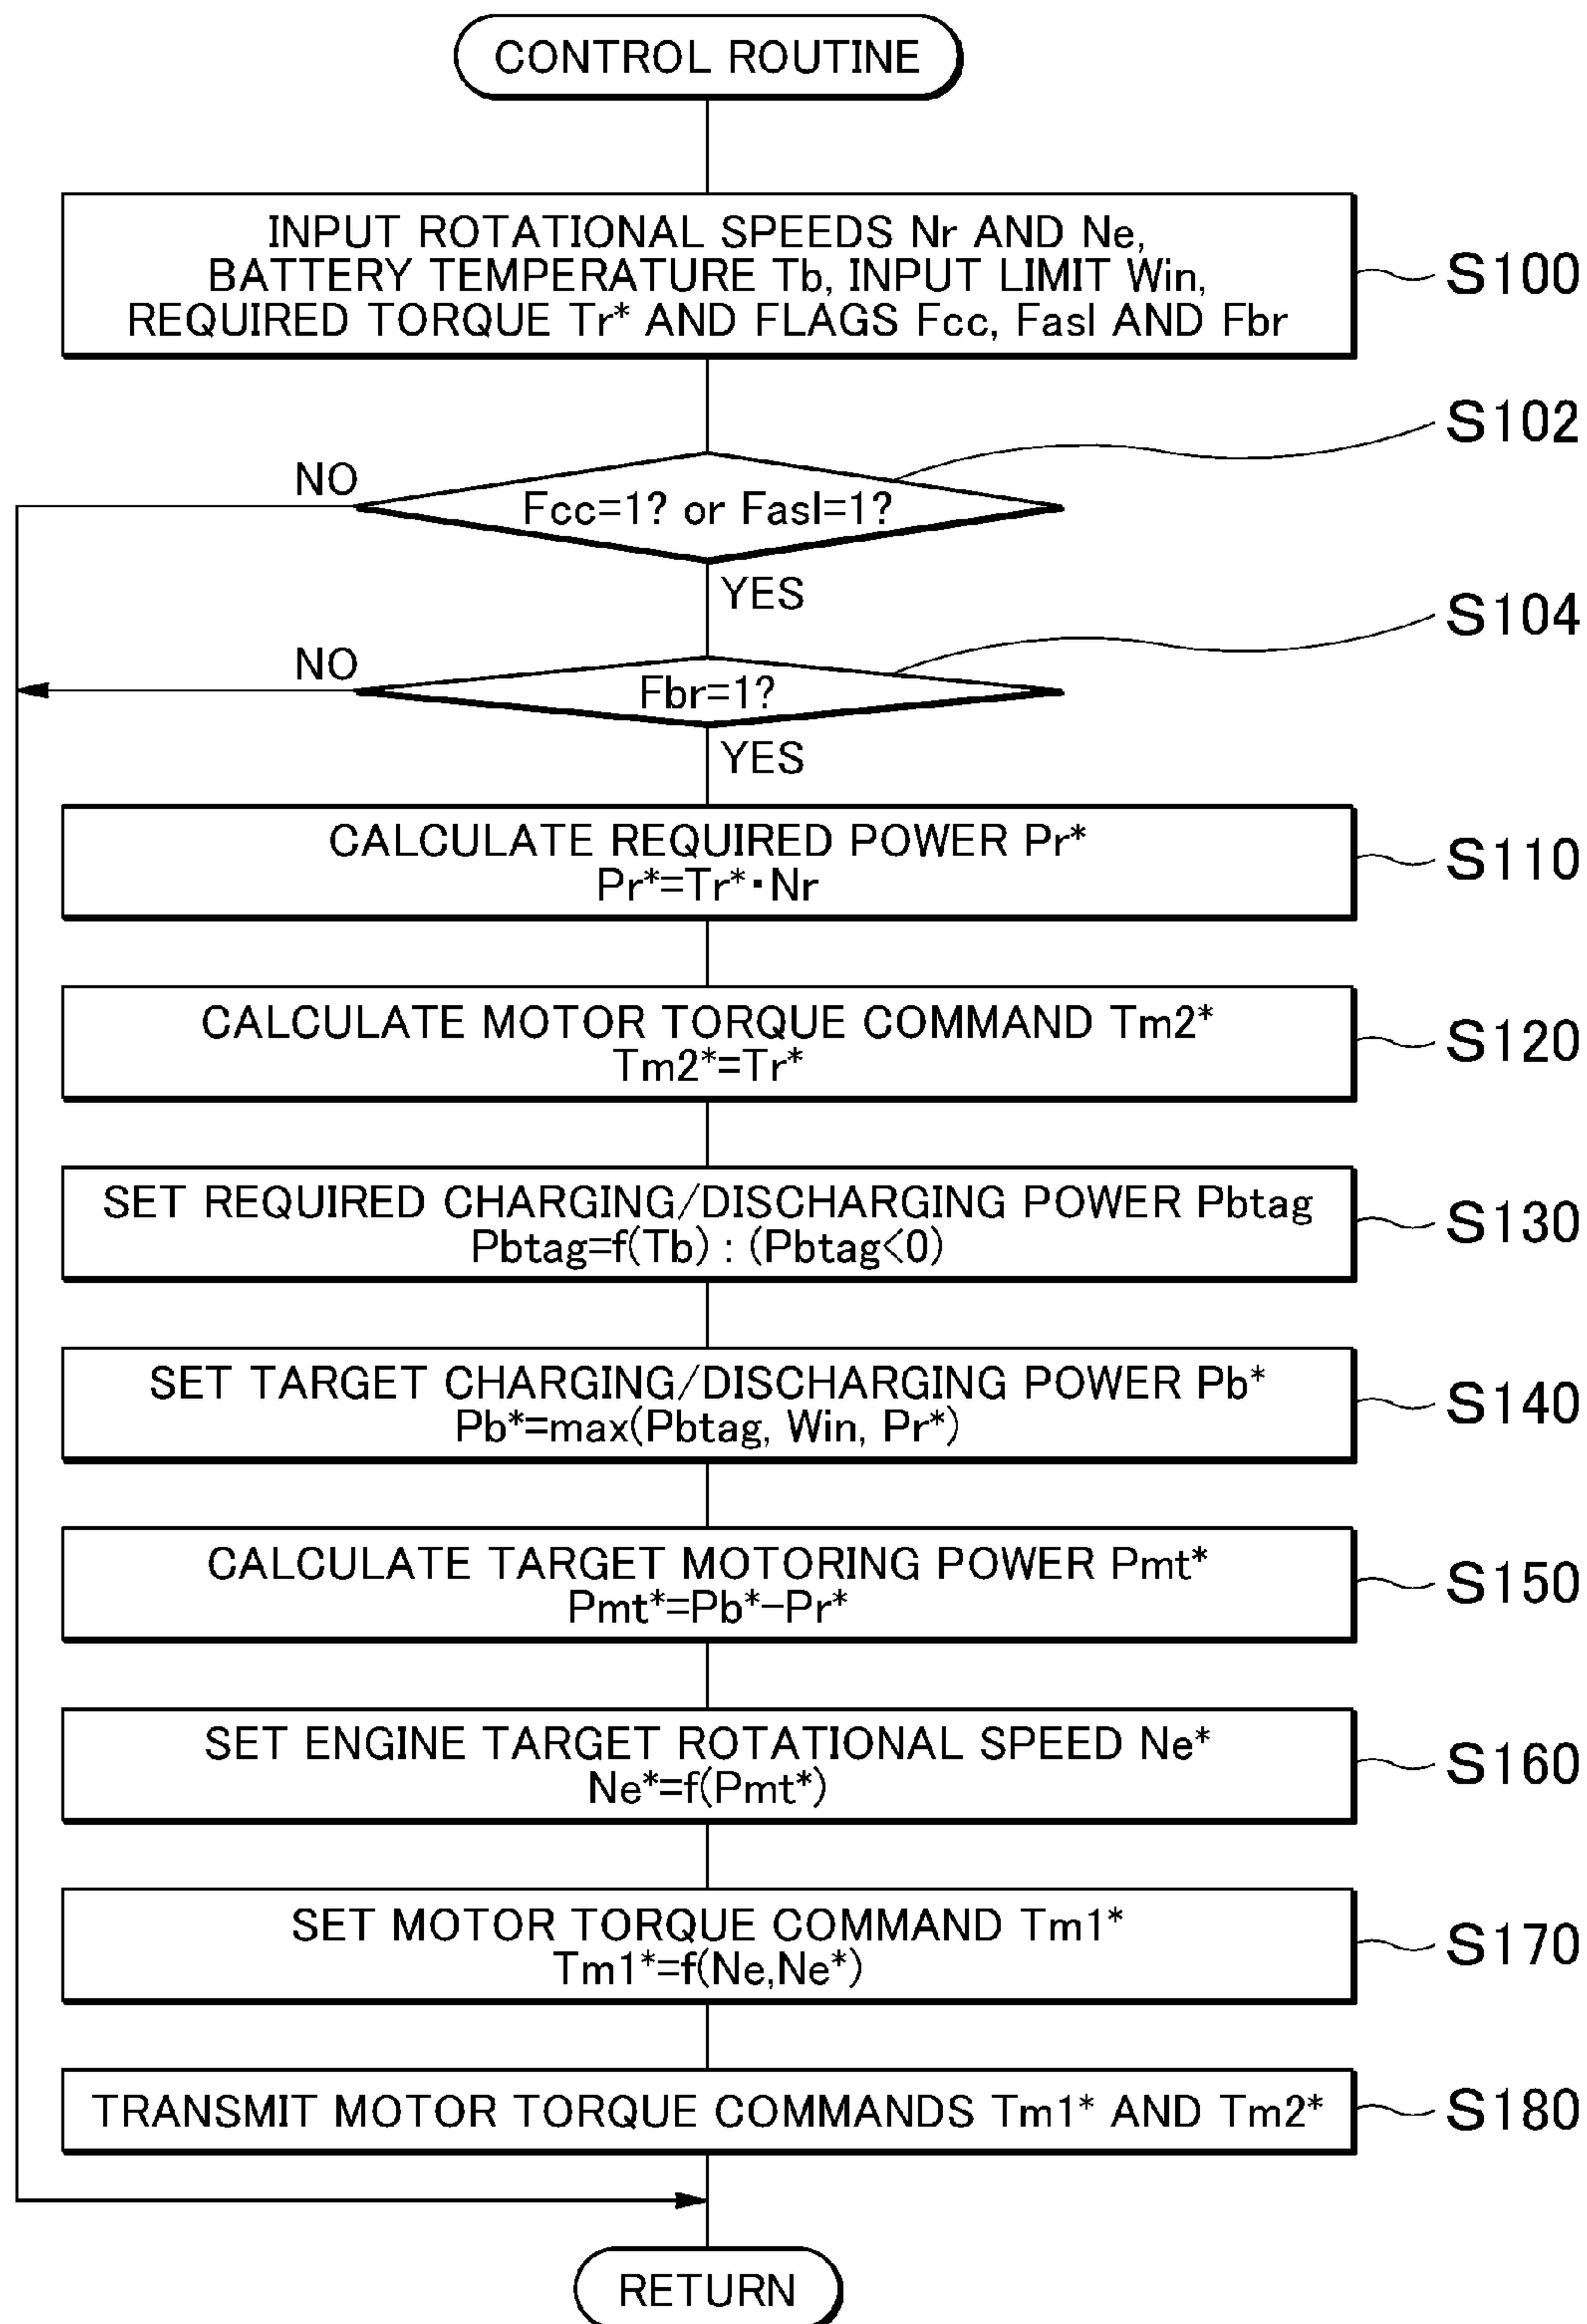 CONTROL ROUTINE
INPUT ROTATIONAL SPEEDS Nr AND Ne,
BATTERY TEMPERATURE Tb, INPUT LIMIT Win,
REQUIRED TORQUE Tr* AND FLAGS Fcc, Fasl AND Fbr
S100
S102
NO
Fcc=1? or Fasl=1?
YES
S104
NO
Fbr=1?
YES
CALCULATE REQUIRED POWER Pr*
Pr*=Tr*・Nr
S110
CALCULATE MOTOR TORQUE COMMAND Tm2*
Tm2*=Tr*
S120
SET REQUIRED CHARGING/DISCHARGING POWER Pbtag
Pbtag=f(Tb) : (Pbtag<0)
S130
SET TARGET CHARGING/DISCHARGING POWER Pb*
Pb*=max(Pbtag, Win, Pr*)
S140
CALCULATE TARGET MOTORING POWER Pmt*
Pmt*=Pb*−Pr*
S150
SET ENGINE TARGET ROTATIONAL SPEED Ne*
Ne*=f(Pmt*)
S160
SET MOTOR TORQUE COMMAND Tm1*
Tm1*=f(Ne,Ne*)
S170
TRANSMIT MOTOR TORQUE COMMANDS Tm1* AND Tm2*
S180
RETURN